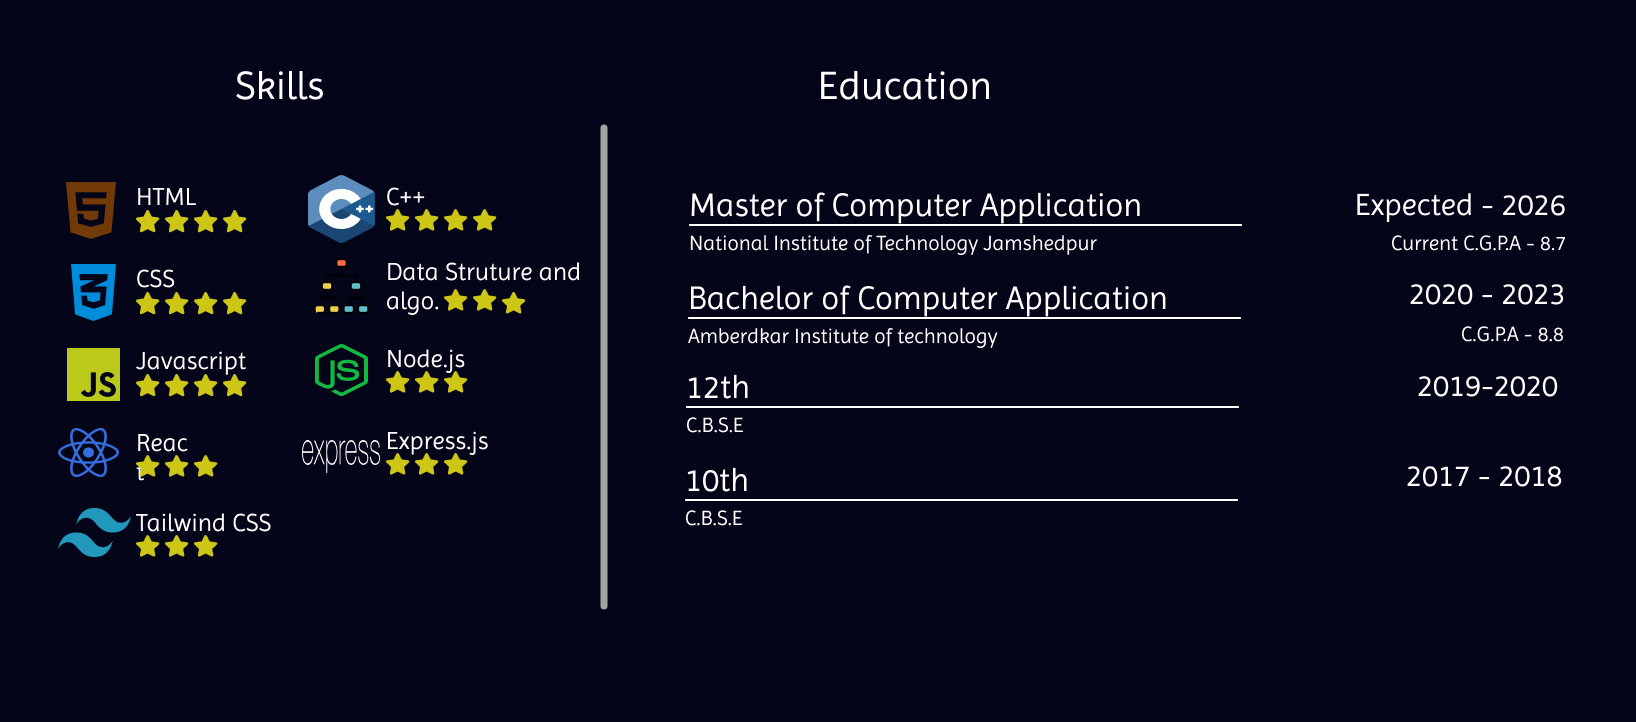 Skills
HTML
CSS
JS
Javascript
Reac
t
Tailwind CSS
C++
C++
Data Struture and
algo.
JS
Node.js
express
Express.js
Education
Master of Computer Application
Expected - 2026
National Institute of Technology Jamshedpur
Current C.G.P.A - 8.7
Bachelor of Computer Application
2020 - 2023
Amberdkar Institute of technology
C.G.P.A - 8.8
12th
2019-2020
C.B.S.E
10th
2017 - 2018
C.B.S.E